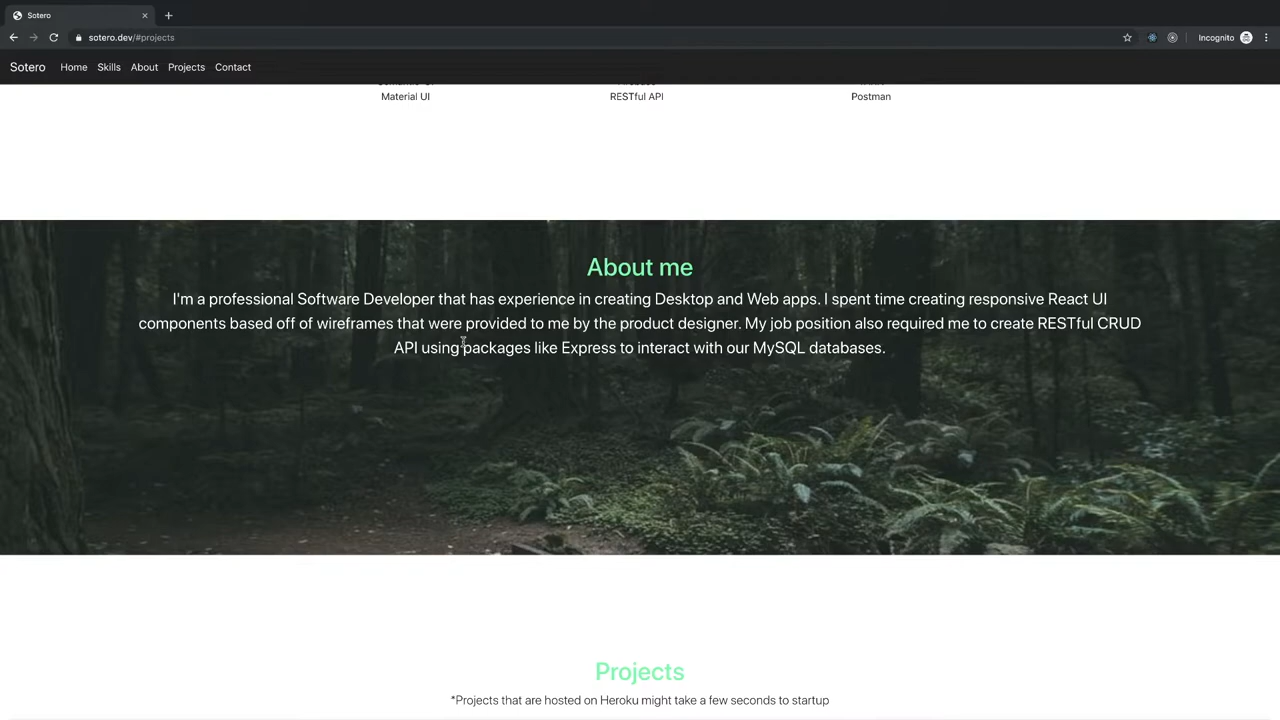 Sotero
sotero.dev/#projects
Incognito
Sotero Home Skills About Projects Contact
Material UI RESTful API Postman
About me
I'm a professional Software Developer that has experience in creating Desktop and Web apps. I spent time creating responsive React UI
components based off of wireframes that were provided to me by the product designer. My job position also required me to create RESTful CRUD
API using packages like Express to interact with our MySQL databases.
Projects
*Projects that are hosted on Heroku might take a few seconds to startup